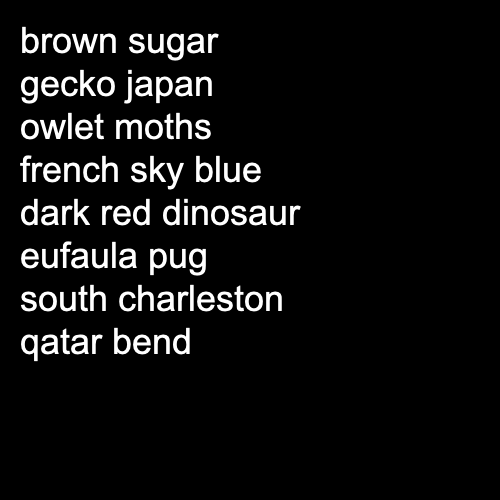 brown sugar
gecko japan
owlet moths
french sky blue
dark red dinosaur
eufaula pug
south charleston
qatar bend